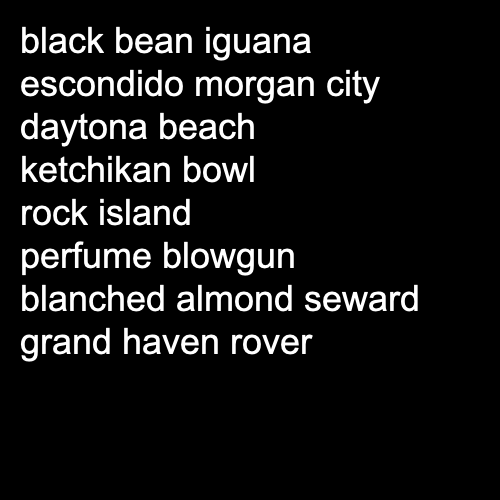 black bean iguana
escondido morgan city
daytona beach
ketchikan bowl
rock island
perfume blowgun
blanched almond seward
grand haven rover